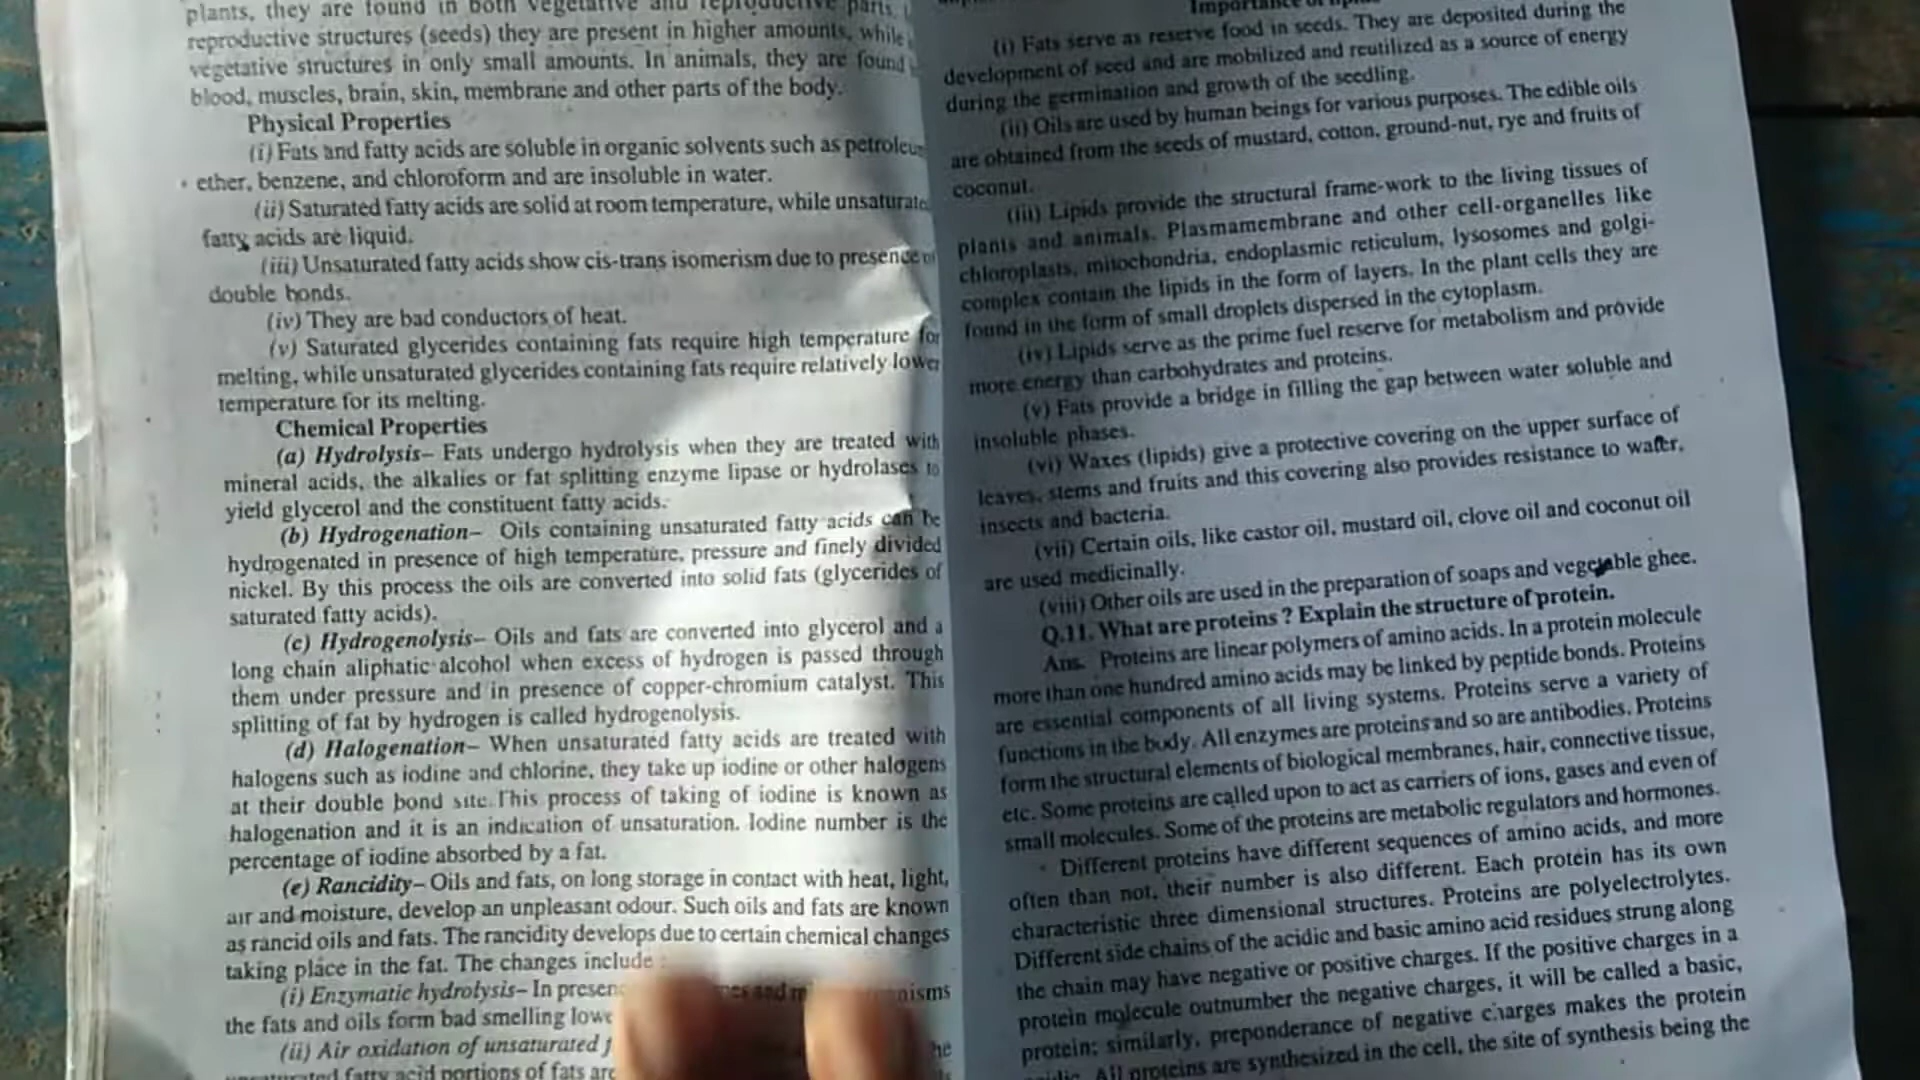 plants, they are found in both vegetative and reproductive parts.
reproductive structures (seeds) they are present in higher amounts, while
vegetative structures in only small amounts. In animals, they are found
blood, muscles, brain, skin, membrane and other parts of the body.
Physical Properties
(i) Fats and fatty acids are soluble in organic solvents such as petroleum
ether, benzene, and chloroform and are insoluble in water.
(ii) Saturated fatty acids are solid at room temperature, while unsaturate
fatty acids are liquid.
(iii) Unsaturated fatty acids show cis-trans isomerism due to presence of
double bonds.
(iv) They are bad conductors of heat.
(v) Saturated glycerides containing fats require high temperature for
melting, while unsaturated glycerides containing fats require relatively lower
temperature for its melting.
Chemical Properties
(a) Hydrolysis– Fats undergo hydrolysis when they are treated with
mineral acids, the alkalies or fat splitting enzyme lipase or hydrolases to
yield glycerol and the constituent fatty acids.
(b) Hydrogenation– Oils containing unsaturated fatty acids can be
hydrogenated in presence of high temperature, pressure and finely divided
nickel. By this process the oils are converted into solid fats (glycerides of
saturated fatty acids).
(c) Hydrogenolysis– Oils and fats are converted into glycerol and a
long chain aliphatic alcohol when excess of hydrogen is passed through
them under pressure and in presence of copper-chromium catalyst. This
splitting of fat by hydrogen is called hydrogenolysis.
(d) Halogenation– When unsaturated fatty acids are treated with
halogens such as iodine and chlorine, they take up iodine or other halogens
at their double bond site. This process of taking of iodine is known as
halogenation and it is an indication of unsaturation. Iodine number is the
percentage of iodine absorbed by a fat.
(e) Rancidity– Oils and fats, on long storage in contact with heat, light,
air and moisture, develop an unpleasant odour. Such oils and fats are known
as rancid oils and fats. The rancidity develops due to certain chemical changes
taking place in the fat. The changes include
(i) Enzymatic hydrolysis– In presence
the fats and oils form bad smelling lowe
(ii) Air oxidation of unsaturated
unsaturated fatty acid portions of fats are
Importance of
(i) Fats serve as reserve food in seeds. They are deposited during the
development of seed and are mobilized and reutilized as a source of energy
during the germination and growth of the seedling.
(ii) Oils are used by human beings for various purposes. The edible oils
are obtained from the seeds of mustard, cotton, ground-nut, rye and fruits of
coconut.
(iii) Lipids provide the structural frame-work to the living tissues of
plants and animals. Plasmamembrane and other cell-organelles like
chloroplasts, mitochondria, endoplasmic reticulum, lysosomes and golgi-
complex contain the lipids in the form of layers. In the plant cells they are
found in the form of small droplets dispersed in the cytoplasm.
(iv) Lipids serve as the prime fuel reserve for metabolism and provide
more energy than carbohydrates and proteins.
(v) Fats provide a bridge in filling the gap between water soluble and
insoluble phases.
(vi) Waxes (lipids) give a protective covering on the upper surface of
leaves, stems and fruits and this covering also provides resistance to water,
insects and bacteria.
(vii) Certain oils, like castor oil, mustard oil, clove oil and coconut oil
are used medicinally.
(viii) Other oils are used in the preparation of soaps and vegetable ghee.
Q.11. What are proteins ? Explain the structure of protein.
Ans. Proteins are linear polymers of amino acids. In a protein molecule
more than one hundred amino acids may be linked by peptide bonds. Proteins
are essential components of all living systems. Proteins serve a variety of
functions in the body. All enzymes are proteins and so are antibodies. Proteins
form the structural elements of biological membranes, hair, connective tissue,
etc. Some proteins are called upon to act as carriers of ions, gases and even of
small molecules. Some of the proteins are metabolic regulators and hormones.
Different proteins have different sequences of amino acids, and more
often than not, their number is also different. Each protein has its own
characteristic three dimensional structures. Proteins are polyelectrolytes.
Different side chains of the acidic and basic amino acid residues strung along
the chain may have negative or positive charges. If the positive charges in a
protein molecule outnumber the negative charges, it will be called a basic,
protein; similarly, preponderance of negative charges makes the protein
acidic. All proteins are synthesized in the cell, the site of synthesis being the